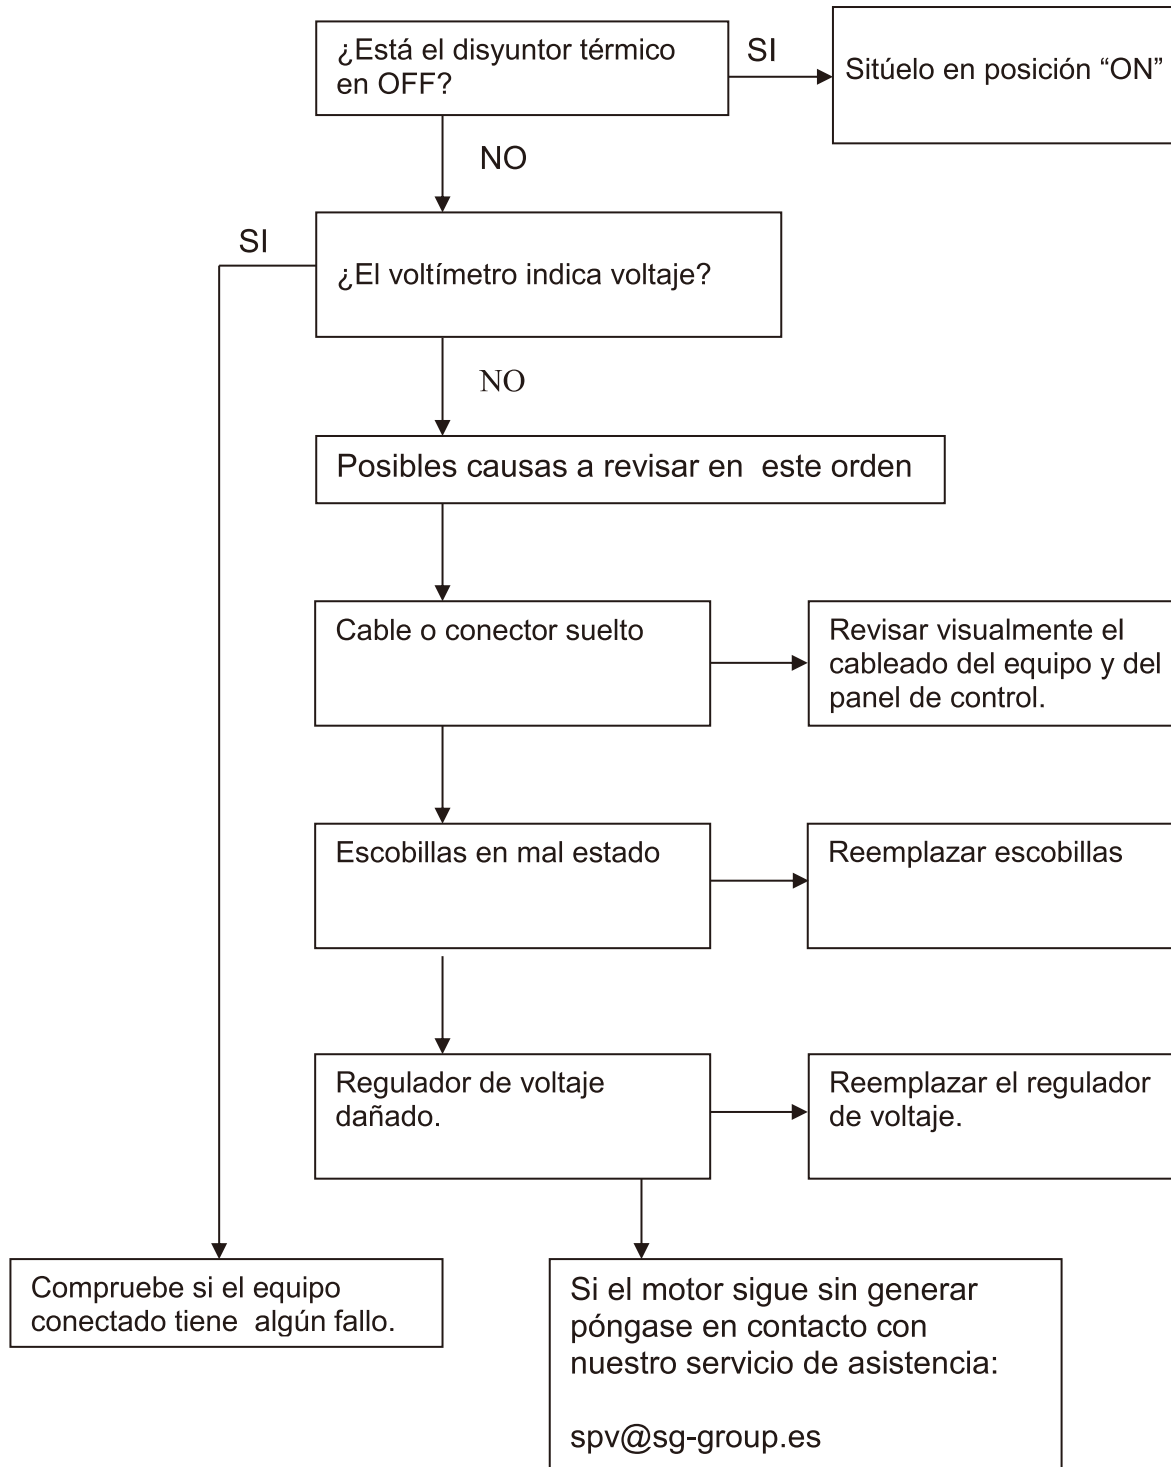 ¿Está el disyuntor térmico
en OFF?
SI
Sitúelo en posición “ON”
NO
SI
¿El voltímetro indica voltaje?
NO
Posibles causas a revisar en  este orden
Cable o conector suelto
Revisar visualmente el
cableado del equipo y del
panel de control.
Escobillas en mal estado
Reemplazar escobillas
Regulador de voltaje
dañado.
Reemplazar el regulador
de voltaje.
Compruebe si el equipo
conectado tiene  algún fallo.
Si el motor sigue sin generar
póngase en contacto con
nuestro servicio de asistencia:
spv@sg-group.es